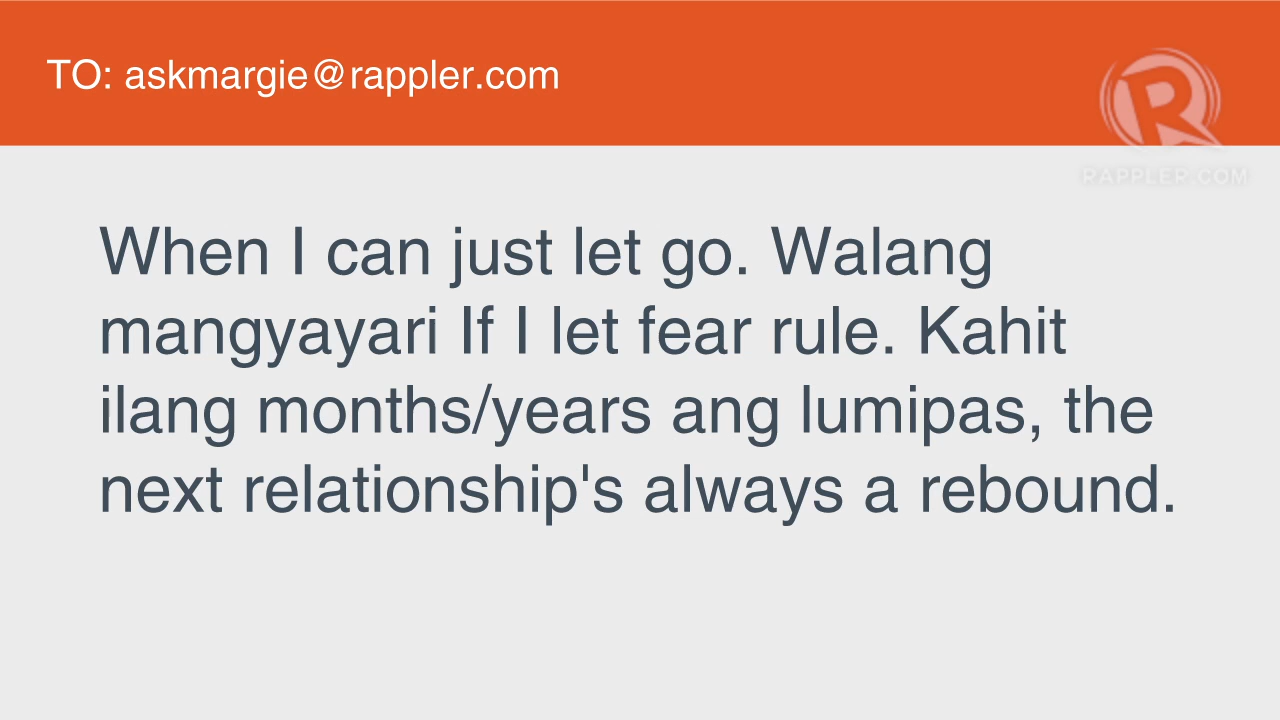 TO: askmargie@rappler.com
R
RAPPLER.COM
When I can just let go. Walang
mangyayari If I let fear rule. Kahit
ilang months/years ang lumipas, the
next relationship's always a rebound.